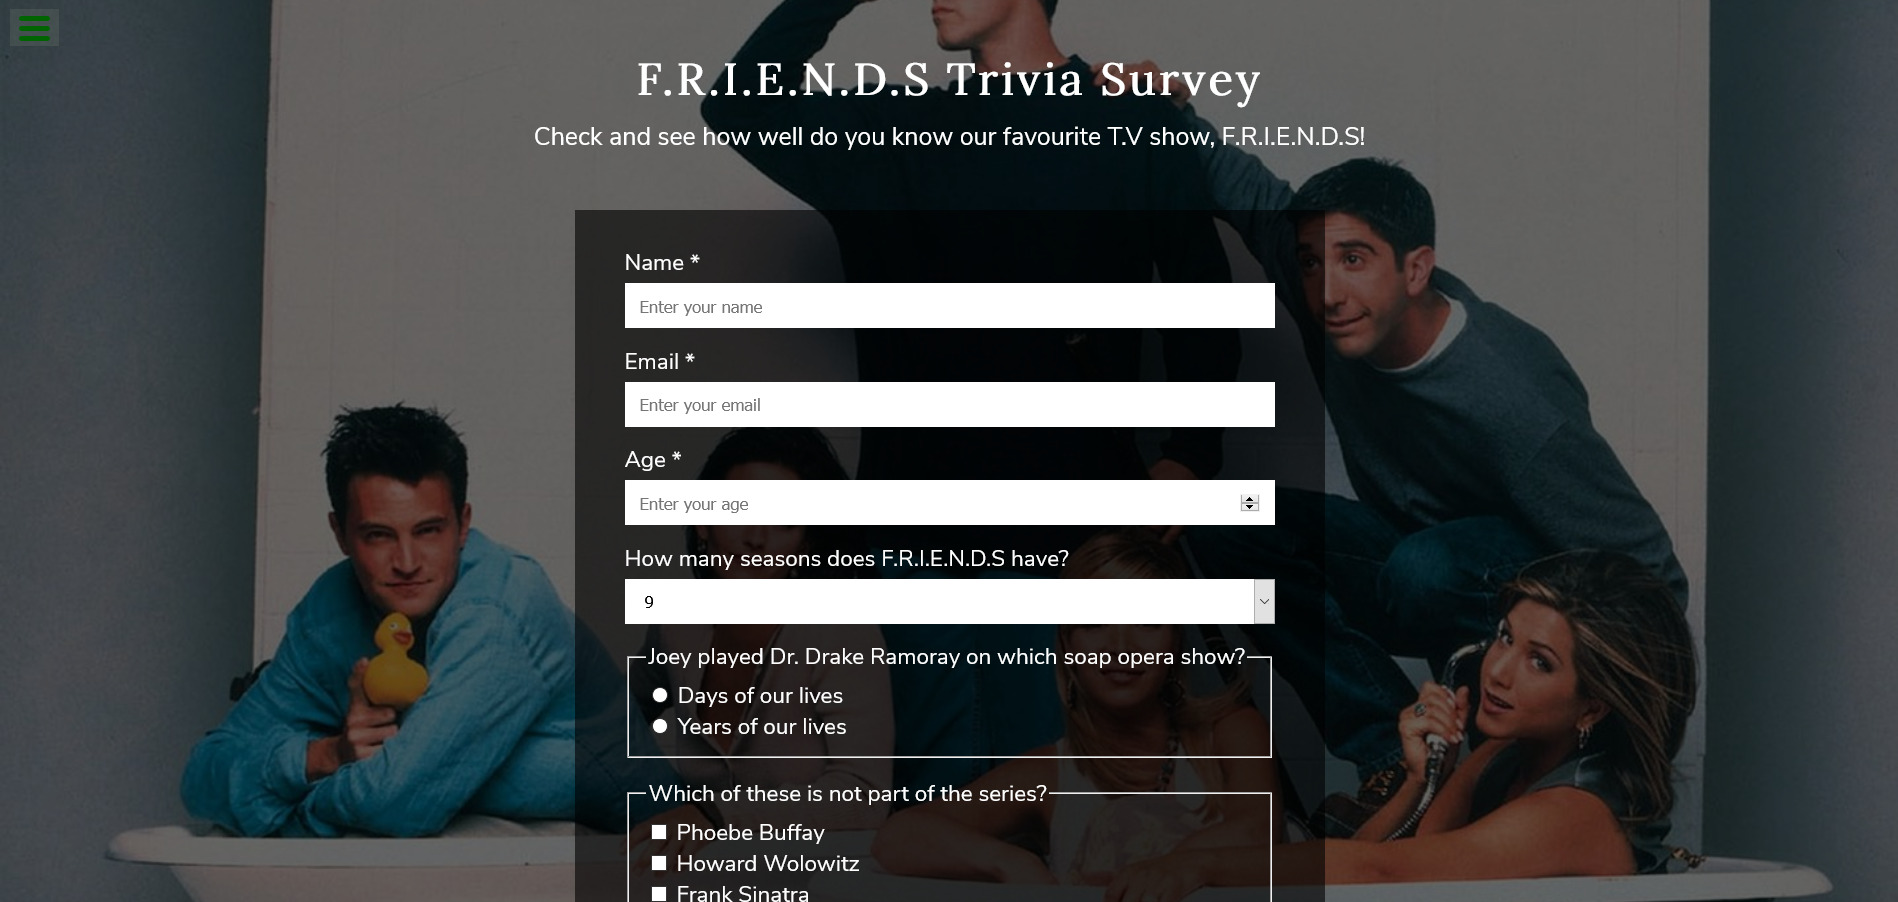 F.R.I.E.N.D.S Trivia Survey
Check and see how well do you know our favourite T.V show, F.R.I.E.N.D.S!
Name *
Enter your name
Email *
Enter your email
Age *
Enter your age
How many seasons does F.R.I.E.N.D.S have?
9
Joey played Dr. Drake Ramoray on which soap opera show?
Days of our lives
Years of our lives
Which of these is not part of the series?
Phoebe Buffay
Howard Wolowitz
Frank Sinatra